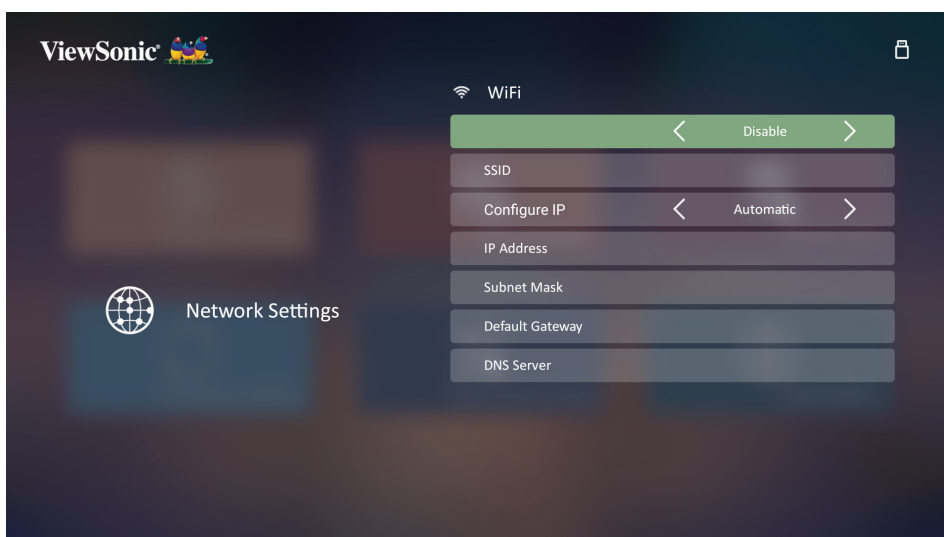 ViewSonic®
WiFi
Disable
SSID
Configure IP Automatic
IP Address
Subnet Mask
Network Settings
Default Gateway
DNS Server